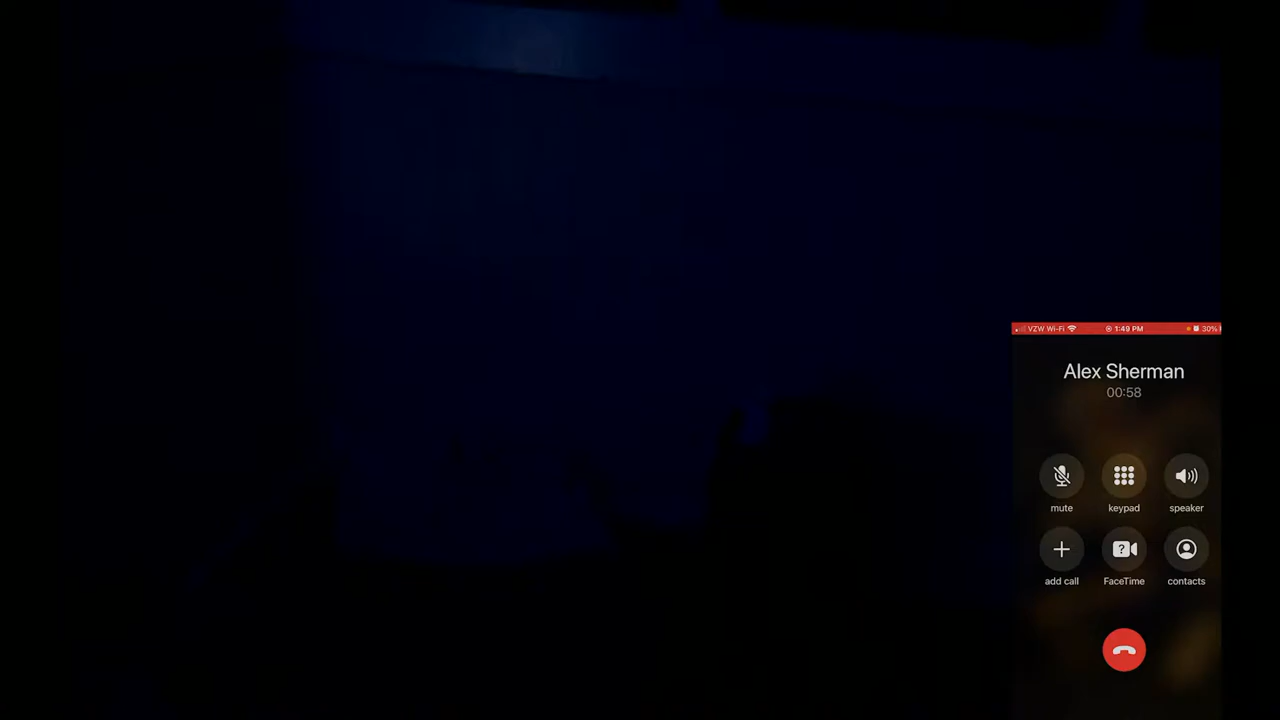 VZW Wi-Fi 1:49 PM 30%
Alex Sherman
00:58
mute keypad speaker
?
add call FaceTime contacts